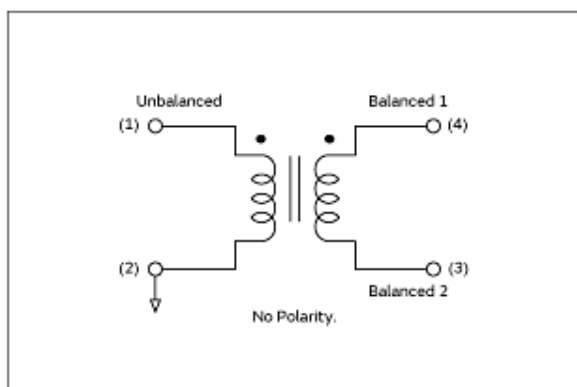 Unbalanced Balanced 1
(1) (4)
(2) (3)
Balanced 2
No Polarity.